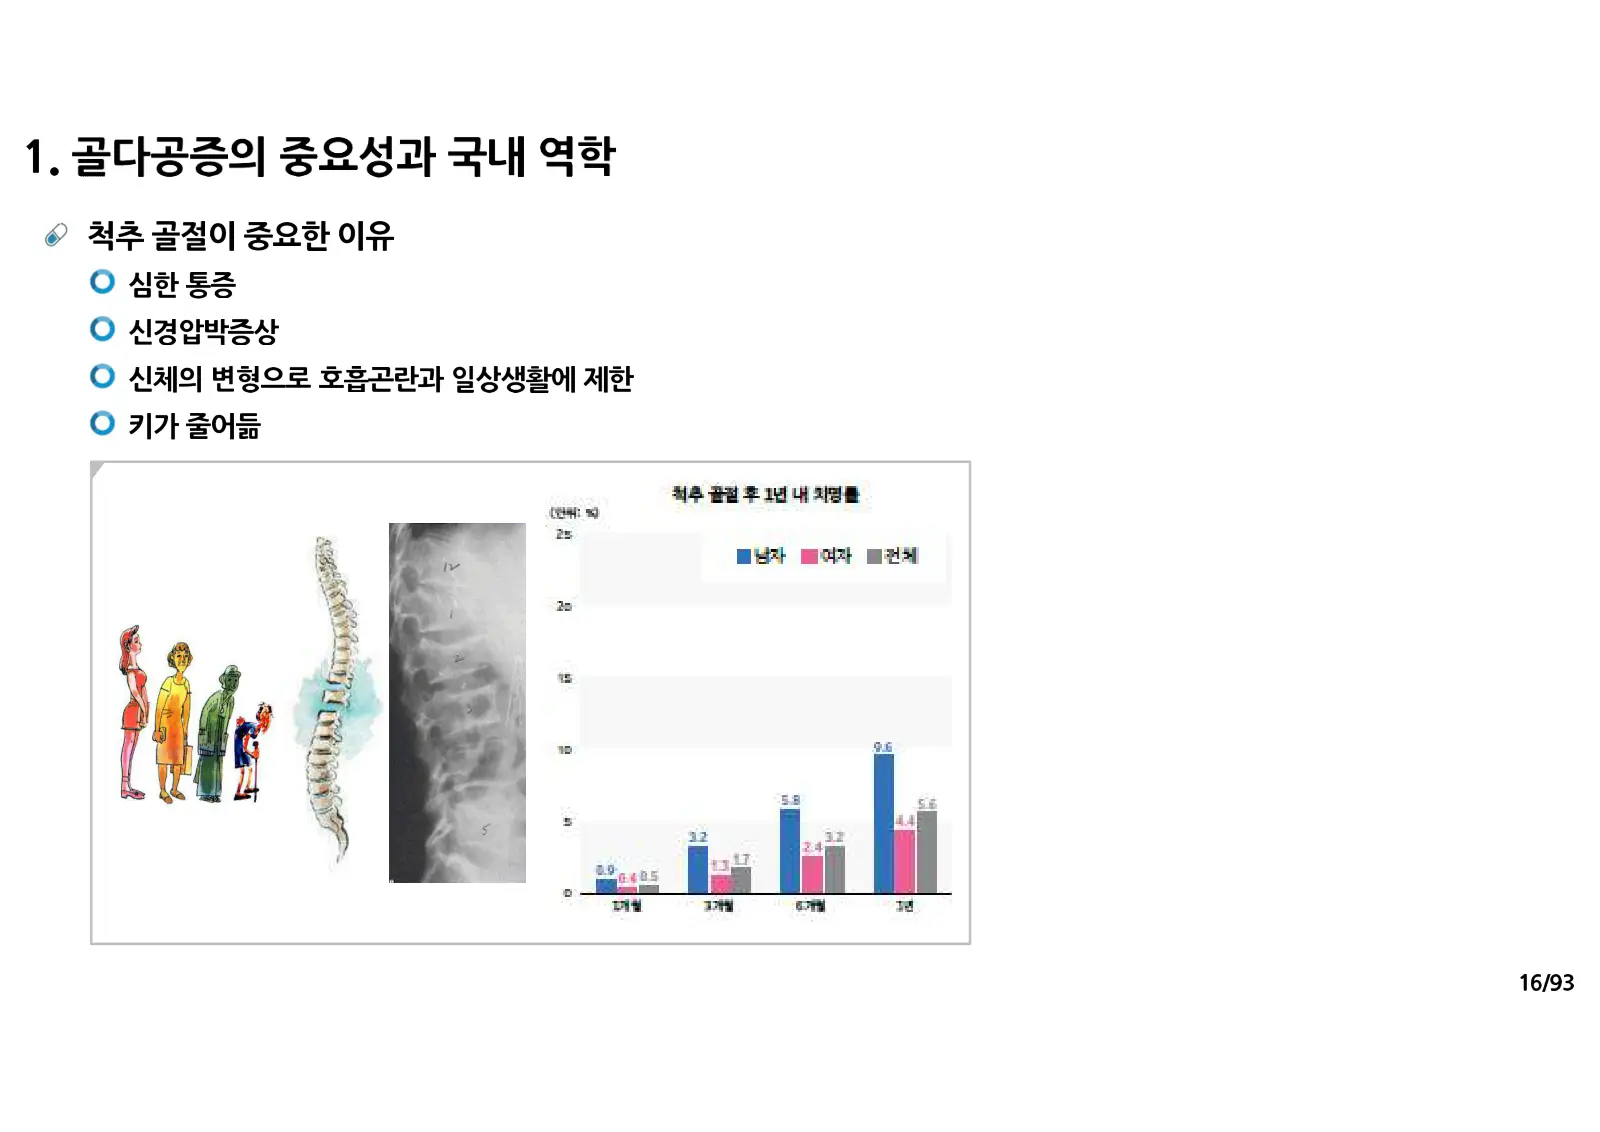 1. 골다공증의 중요성과 국내 역학
척추 골절이 중요한 이유
심한 통증
신경압박증상
신체의 변형으로 호흡곤란과 일상생활에 제한
키가 줄어듦
척추 골절 후 1년 내 치명률
(단위: %)
남자 여자 전체
25
20
15
10
5
0
0.9 0.4 0.5
3.2 1.3 1.7
5.8 2.4 3.2
9.6 4.4 5.6
1개월 3개월 6개월 1년
12
1
2
3
5
16/93